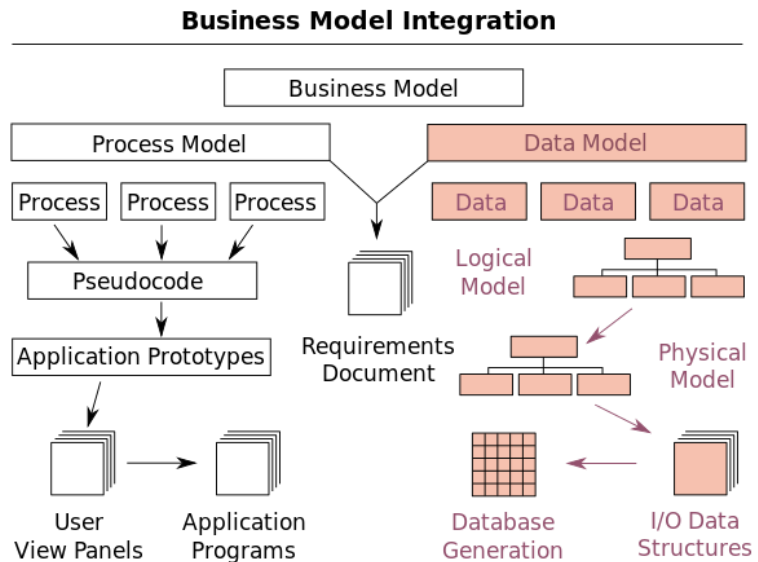 Business Model Integration
Business Model
Process Model
Data Model
Process
Process
Process
Data
Data
Data
Pseudocode
Logical
Model
Application Prototypes
Requirements
Document
Physical
Model
User
View Panels
Application
Programs
Database
Generation
I/O Data
Structures